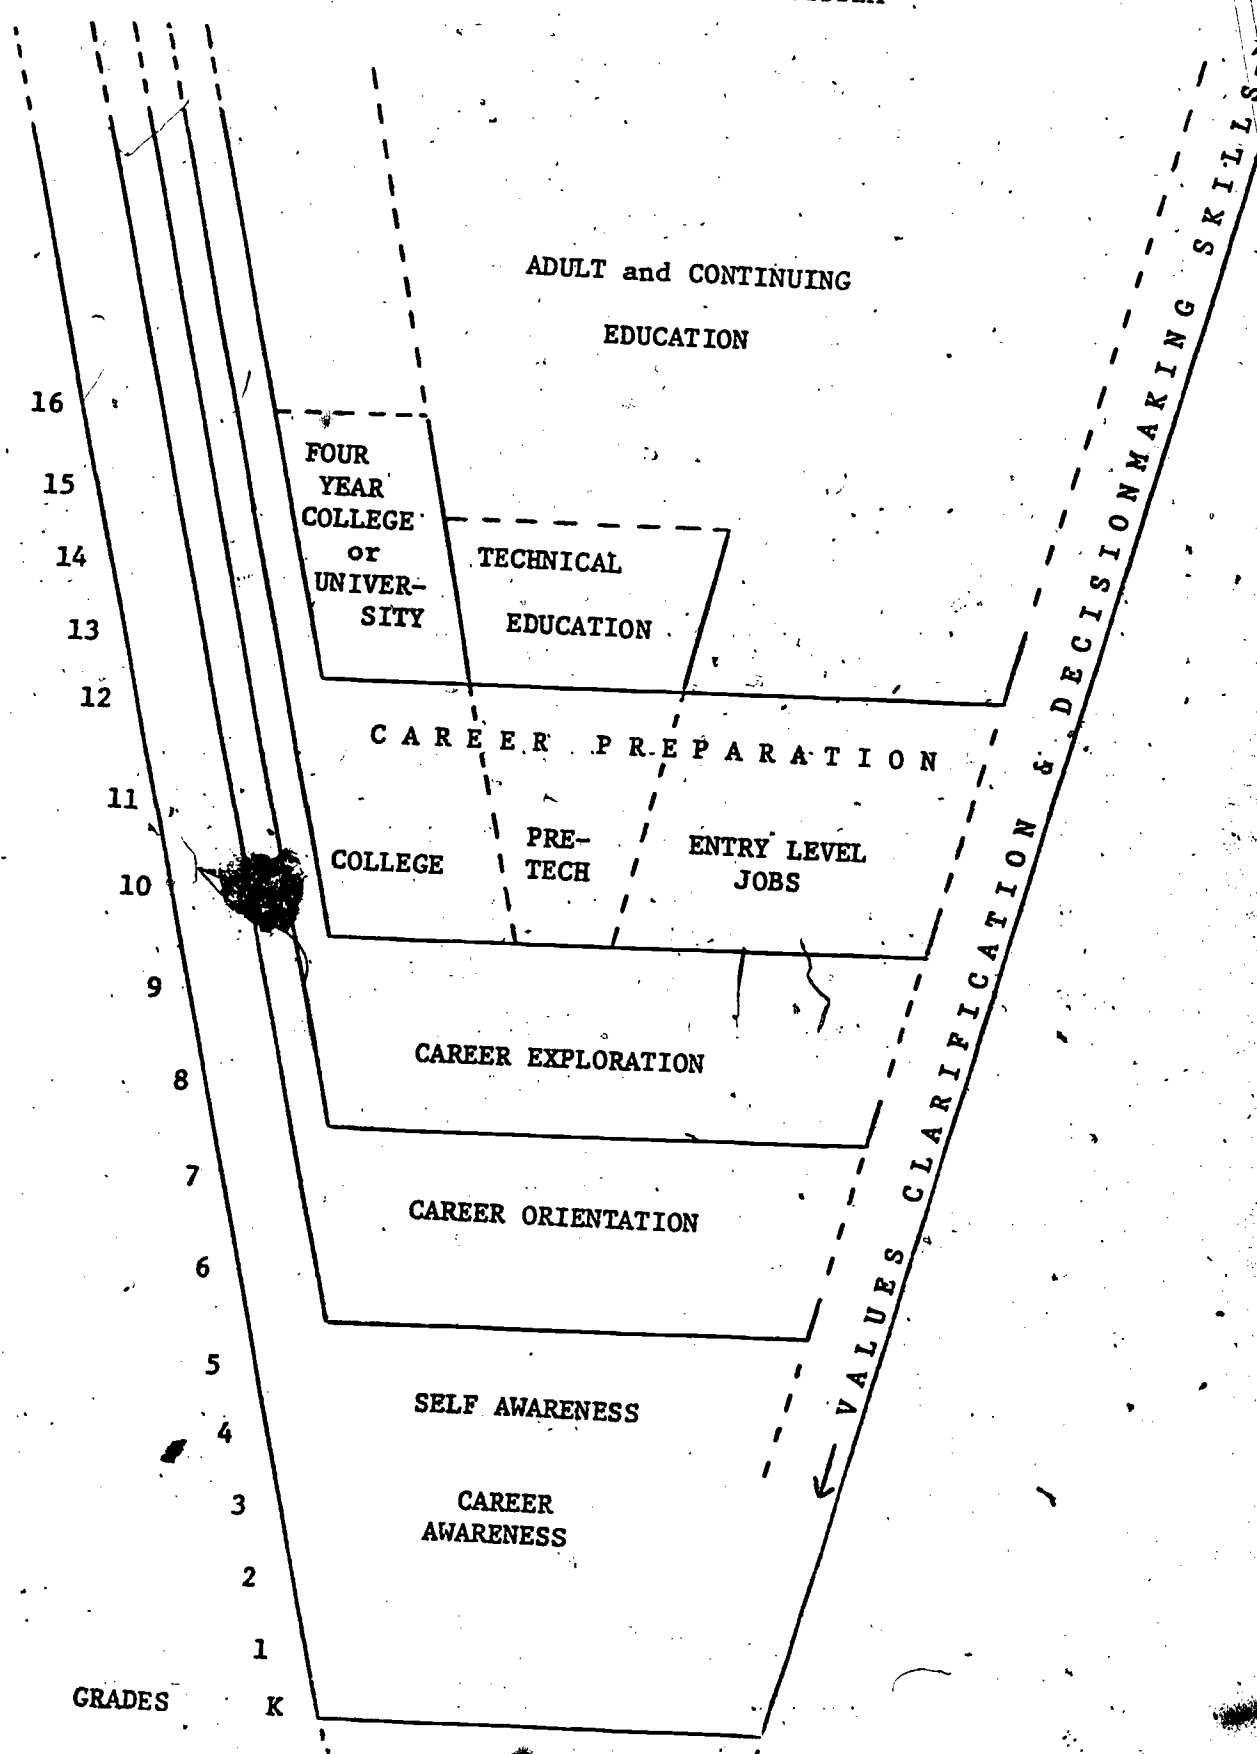 ADULT and CONTINUING
EDUCATION
16
FOUR
YEAR
15
COLLEGE
or
14
TECHNICAL
UNIVER-
SITY
13
EDUCATION
12
CAREER PREPARATION
11
PRE-
COLLEGE
TECH
ENTRY LEVEL
JOBS
10
9
CAREER EXPLORATION
8
7
CAREER ORIENTATION
6
5
SELF AWARENESS
4
3
CAREER
AWARENESS
2
1
GRADES K
VALUES CLARIFICATION & DECISIONMAKING SKILLS